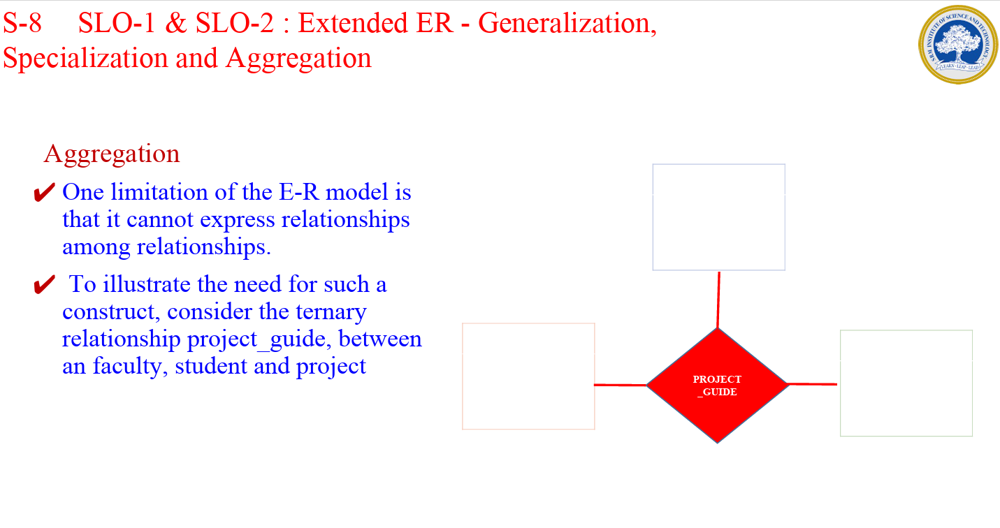 S-8 SLO-1 & SLO-2 : Extended ER - Generalization,
Specialization and Aggregation
SRM INSTITUTE OF SCIENCE AND TECHNOLOGY
LEARN - LEAP - LEAD
Aggregation
✔ One limitation of the E-R model is
that it cannot express relationships
among relationships.
✔ To illustrate the need for such a
construct, consider the ternary
relationship project_guide, between
an faculty, student and project
PROJECT
_GUIDE